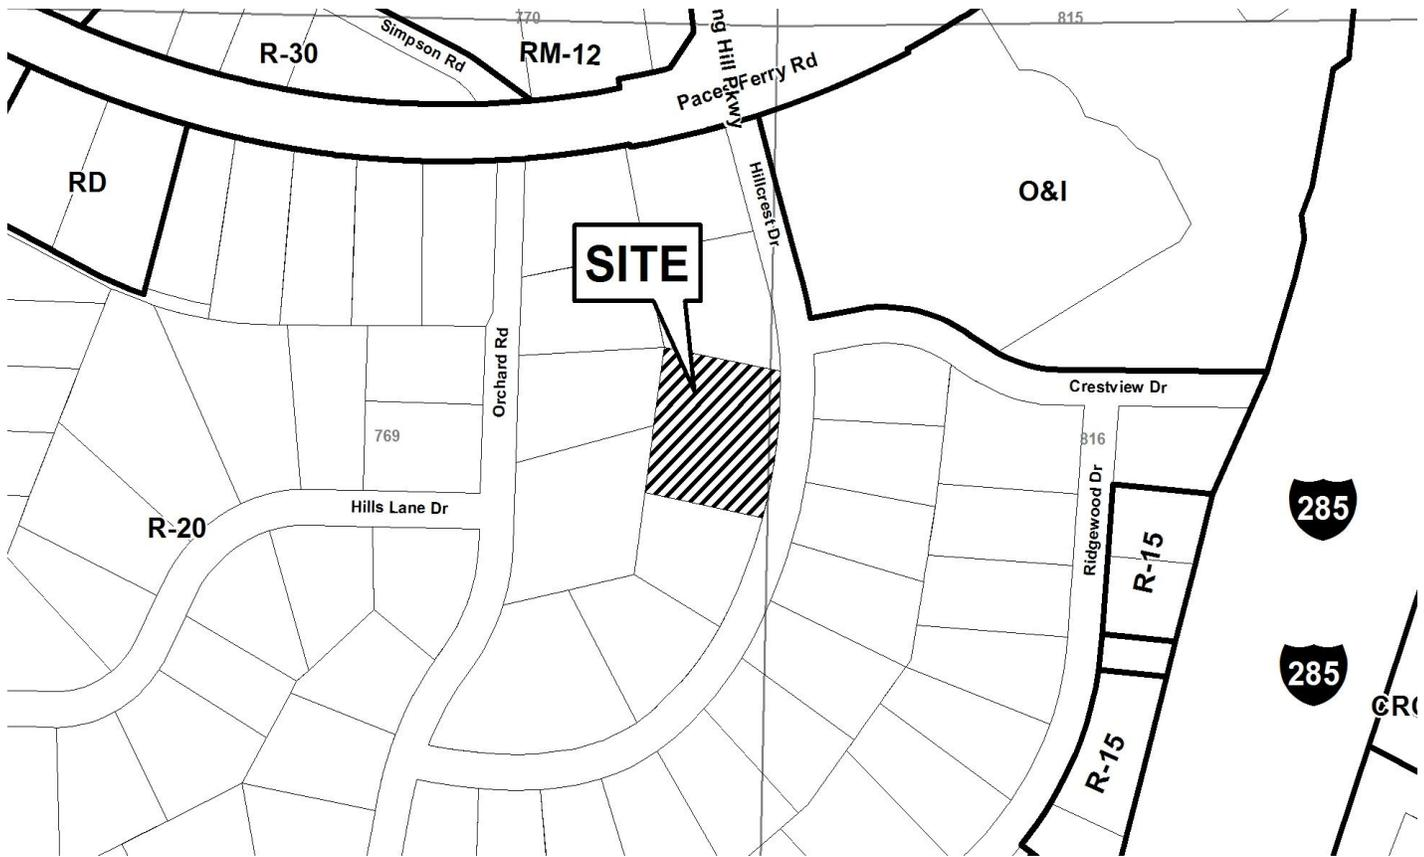 770
815
Simpson Rd
R-30
RM-12
ng Hill Pkwy
Paces Ferry Rd
RD
O&I
Hillcrest Dr
SITE
Orchard Rd
Crestview Dr
769
816
Hills Lane Dr
R-20
Ridgewood Dr
R-15
285
285
R-15